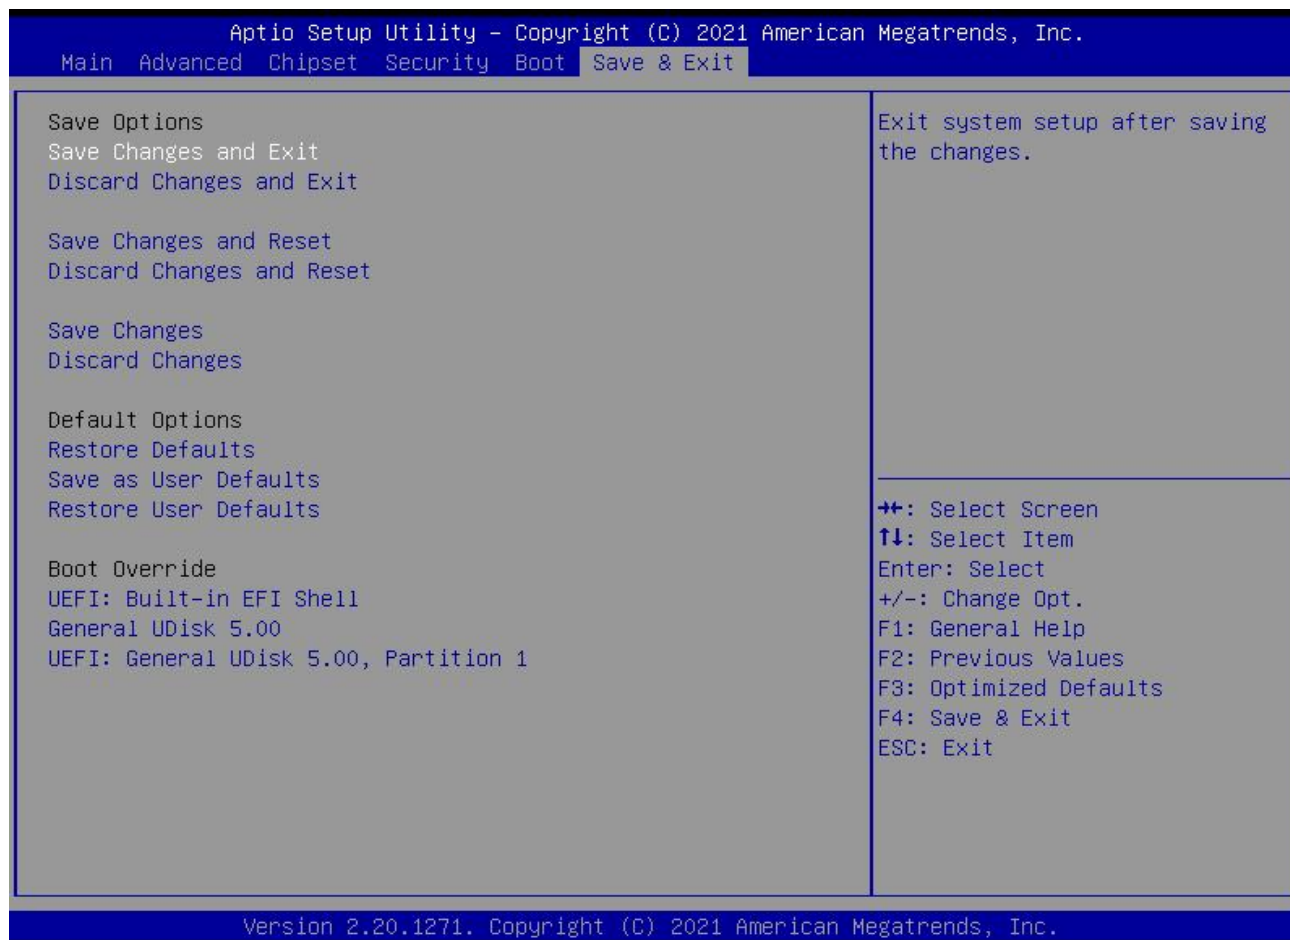 Aptio Setup Utility – Copyright (C) 2021 American Megatrends, Inc.
Main Advanced Chipset Security Boot Save & Exit
Save Options
Save Changes and Exit
Discard Changes and Exit
Save Changes and Reset
Discard Changes and Reset
Save Changes
Discard Changes
Default Options
Restore Defaults
Save as User Defaults
Restore User Defaults
Boot Override
UEFI: Built-in EFI Shell
General UDisk 5.00
UEFI: General UDisk 5.00, Partition 1
Exit system setup after saving
the changes.
→←: Select Screen
↑↓: Select Item
Enter: Select
+/-: Change Opt.
F1: General Help
F2: Previous Values
F3: Optimized Defaults
F4: Save & Exit
ESC: Exit
Version 2.20.1271. Copyright (C) 2021 American Megatrends, Inc.